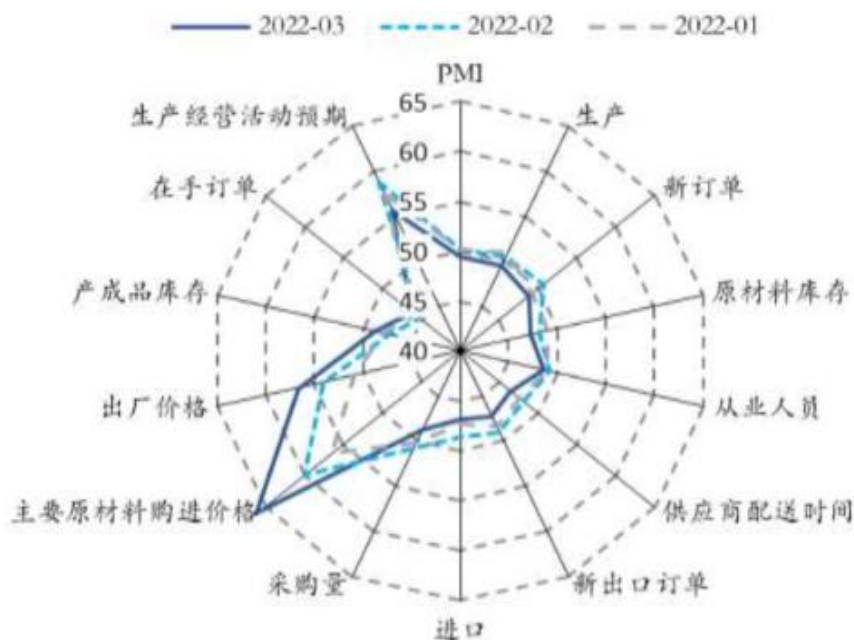 2022-03 2022-02 2022-01
PMI
生产
新订单
原材料库存
从业人员
供应商配送时间
新出口订单
进口
采购量
主要原材料购进价格
出厂价格
产成品库存
在手订单
生产经营活动预期
65
60
55
50
45
40